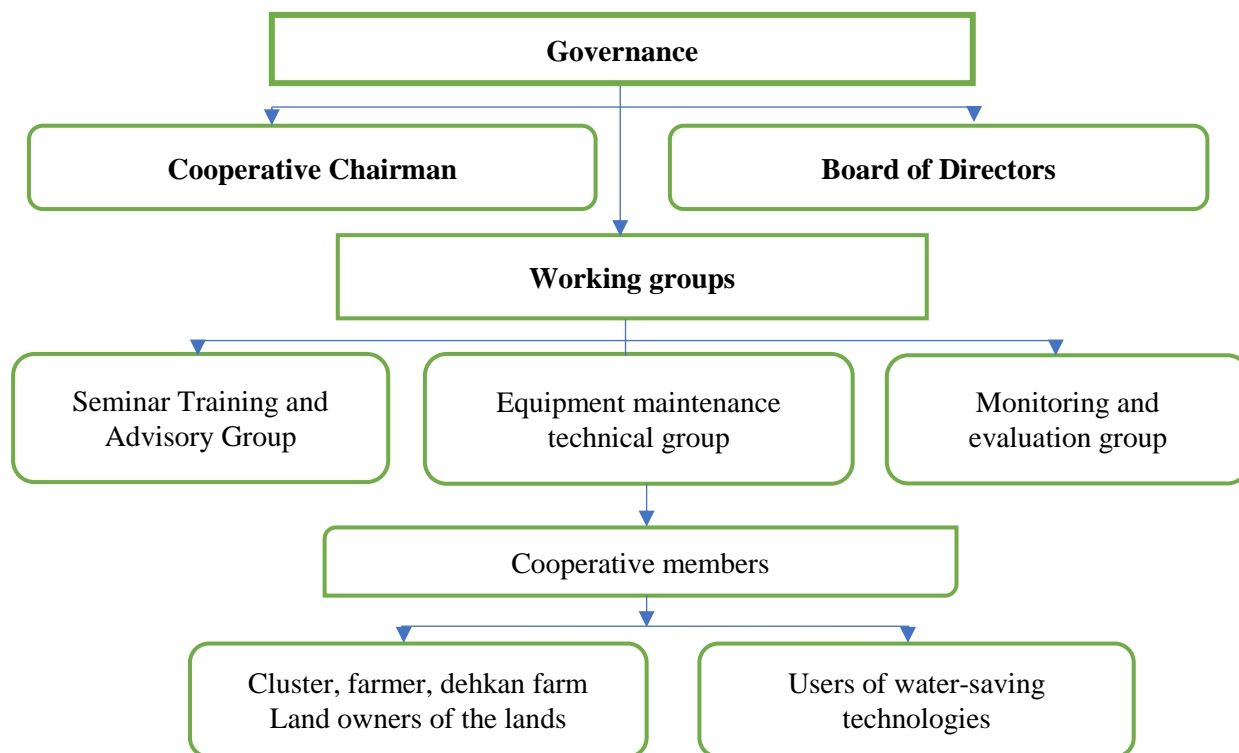 Governance
Cooperative Chairman
Board of Directors
Working groups
Seminar Training and
Advisory Group
Equipment maintenance
technical group
Monitoring and
evaluation group
Cooperative members
Cluster, farmer, dehkan farm
Land owners of the lands
Users of water-saving
technologies